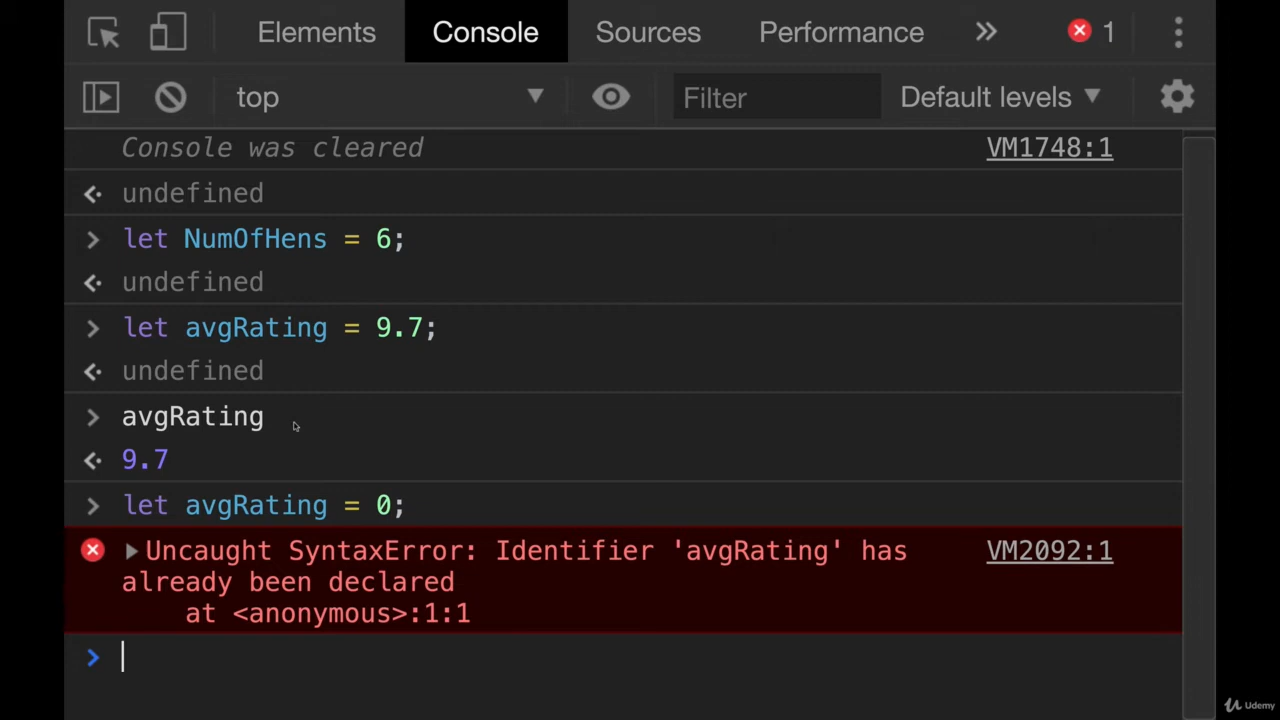 Elements Console Sources Performance » 1
top Filter Default levels
Console was cleared VM1748:1
undefined
let NumOfHens = 6;
undefined
let avgRating = 9.7;
undefined
avgRating
9.7
let avgRating = 0;
Uncaught SyntaxError: Identifier 'avgRating' has VM2092:1
already been declared
at <anonymous>:1:1
Udemy